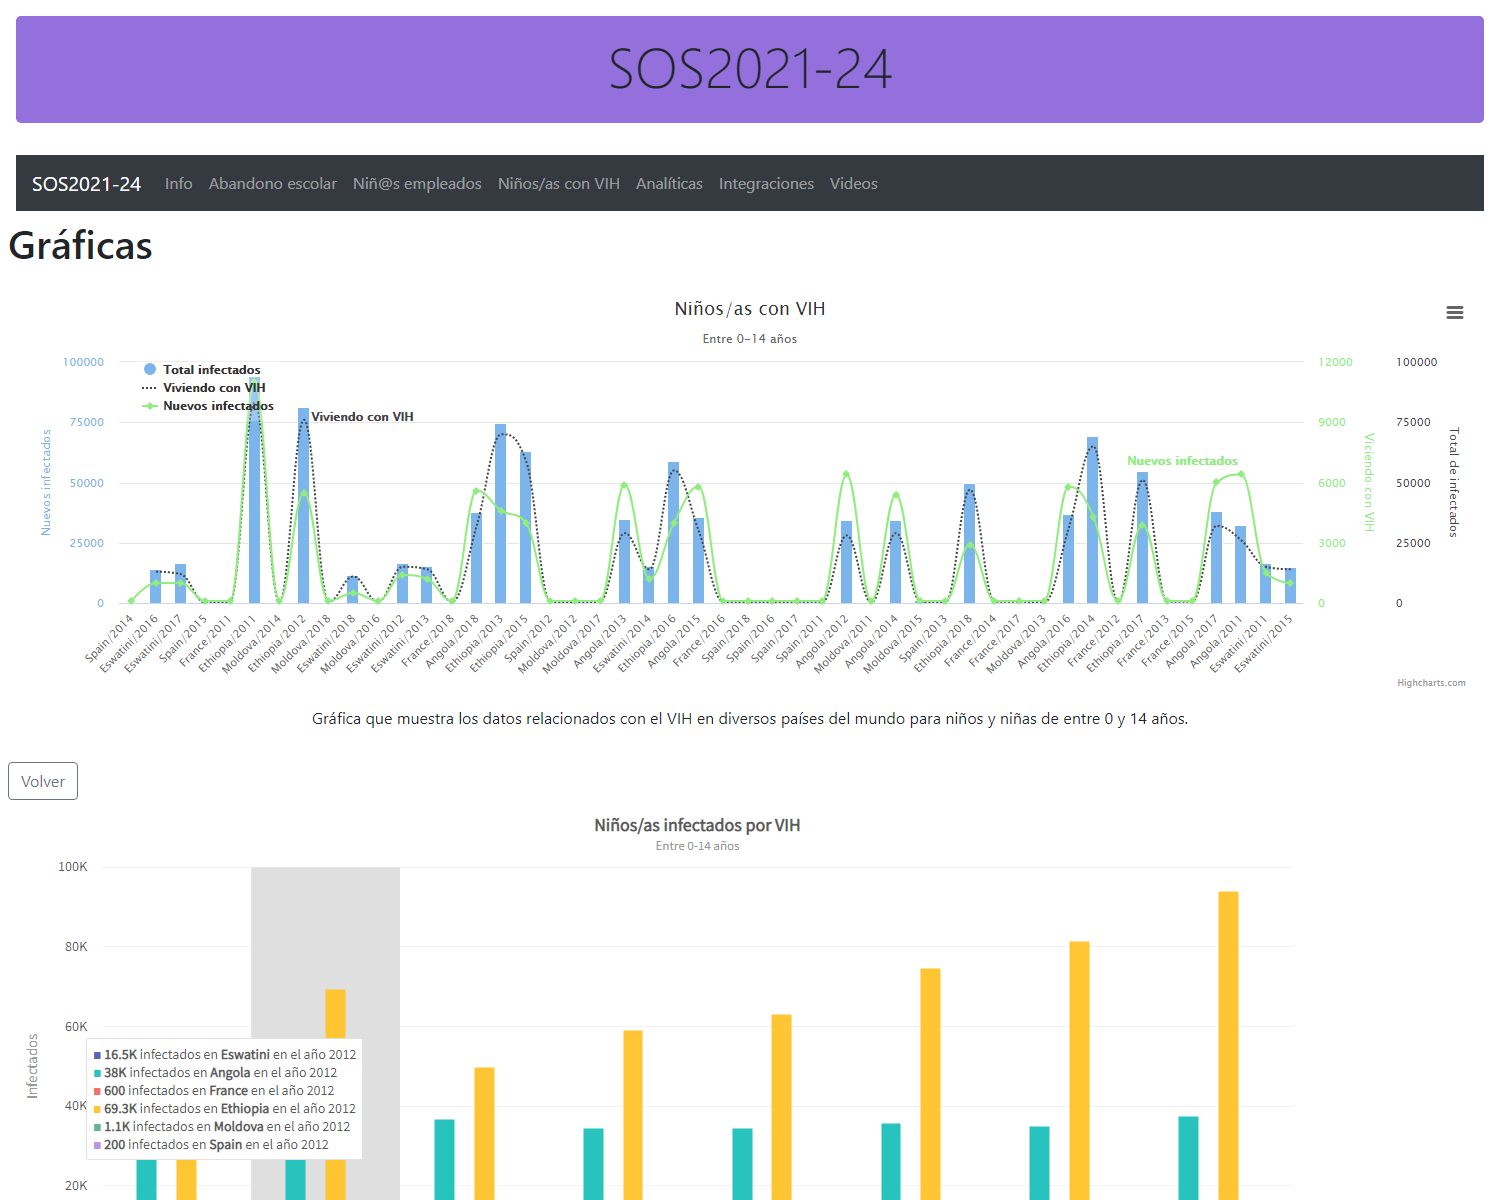 SOS2021-24
SOS2021-24 Info Abandono escolar Niñ@s empleados Niños/as con VIH Analíticas Integraciones Videos
Gráficas
Niños/as con VIH
Entre 0-14 años
100000
75000
50000
25000
0
Nuevos infectados
Total infectados
Viviendo con VIH
Nuevos infectados
Viviendo con VIH
Nuevos infectados
12000
9000
6000
3000
0
Viciendo con VIH
100000
75000
50000
25000
0
Total de infectados
Spain/2014
Eswatini/2016
Eswatini/2017
Spain/2015
France/2011
Ethiopia/2011
Moldova/2014
Ethiopia/2012
Moldova/2018
Eswatini/2018
Moldova/2016
Eswatini/2012
Eswatini/2013
France/2018
Angola/2018
Ethiopia/2013
Ethiopia/2015
Spain/2012
Moldova/2012
Moldova/2017
Angola/2013
Eswatini/2014
Ethiopia/2016
Angola/2015
France/2016
Spain/2018
Spain/2016
Spain/2017
Spain/2011
Angola/2012
Moldova/2011
Angola/2014
Moldova/2015
Spain/2013
Ethiopia/2018
France/2014
France/2017
Moldova/2013
Angola/2016
Ethiopia/2014
France/2012
Ethiopia/2017
France/2013
France/2015
Angola/2017
Angola/2011
Eswatini/2011
Eswatini/2015
Highcharts.com
Gráfica que muestra los datos relacionados con el VIH en diversos países del mundo para niños y niñas de entre 0 y 14 años.
Volver
Niños/as infectados por VIH
Entre 0-14 años
100K
80K
60K
40K
20K
Infectados
16.5K infectados en Eswatini en el año 2012
38K infectados en Angola en el año 2012
600 infectados en France en el año 2012
69.3K infectados en Ethiopia en el año 2012
1.1K infectados en Moldova en el año 2012
200 infectados en Spain en el año 2012